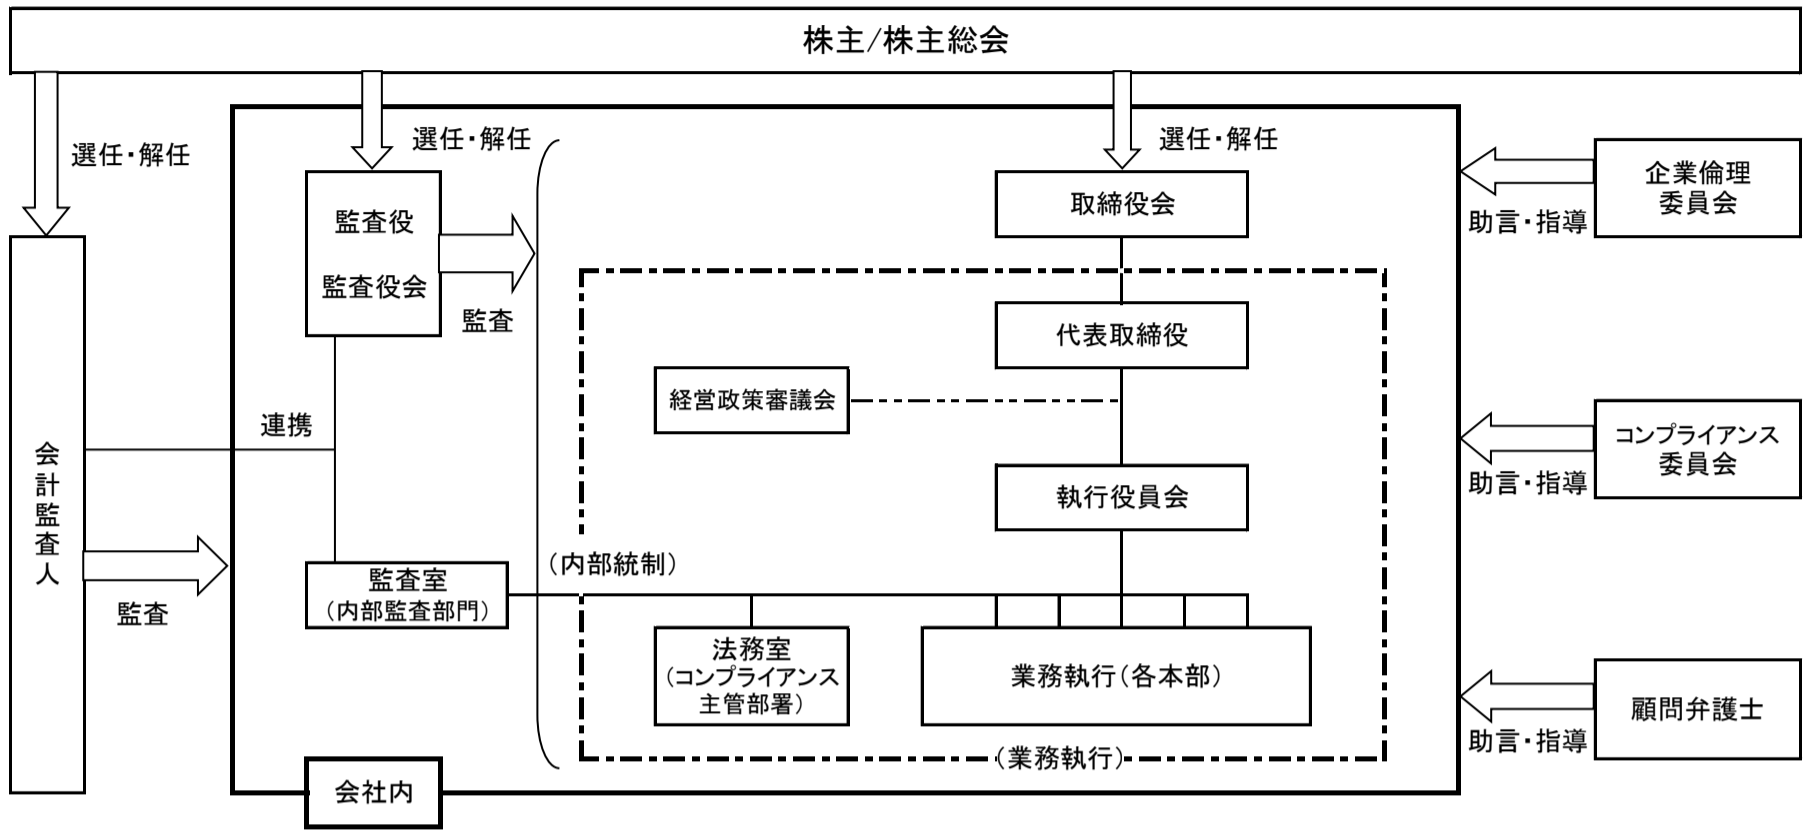 株主/株主総会
選任・解任
選任・解任
選任・解任
監査役
監査役会
監査
取締役会
企業倫理
委員会
助言・指導
代表取締役
経営政策審議会
連携
会計監査人
コンプライアンス
委員会
助言・指導
執行役員会
監査
監査室
（内部監査部門）
（内部統制）
法務室
（コンプライアンス
主管部署）
業務執行（各本部）
顧問弁護士
助言・指導
（業務執行）
会社内